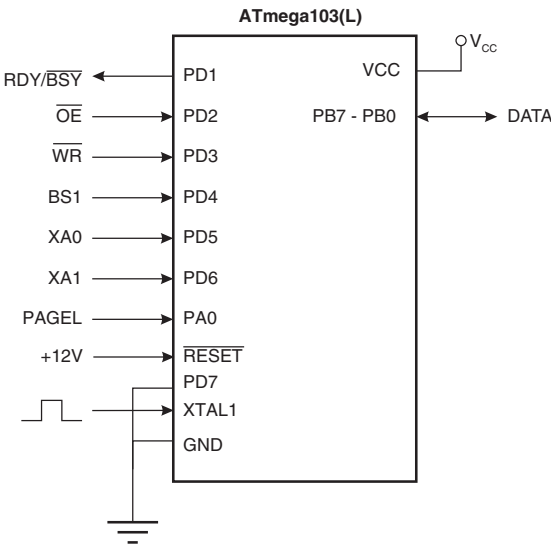 ATmega103(L)
RDY/BSY PD1 VCC VCC
OE PD2 PB7 - PB0 DATA
WR PD3
BS1 PD4
XA0 PD5
XA1 PD6
PAGEL PA0
+12V RESET
PD7
XTAL1
GND